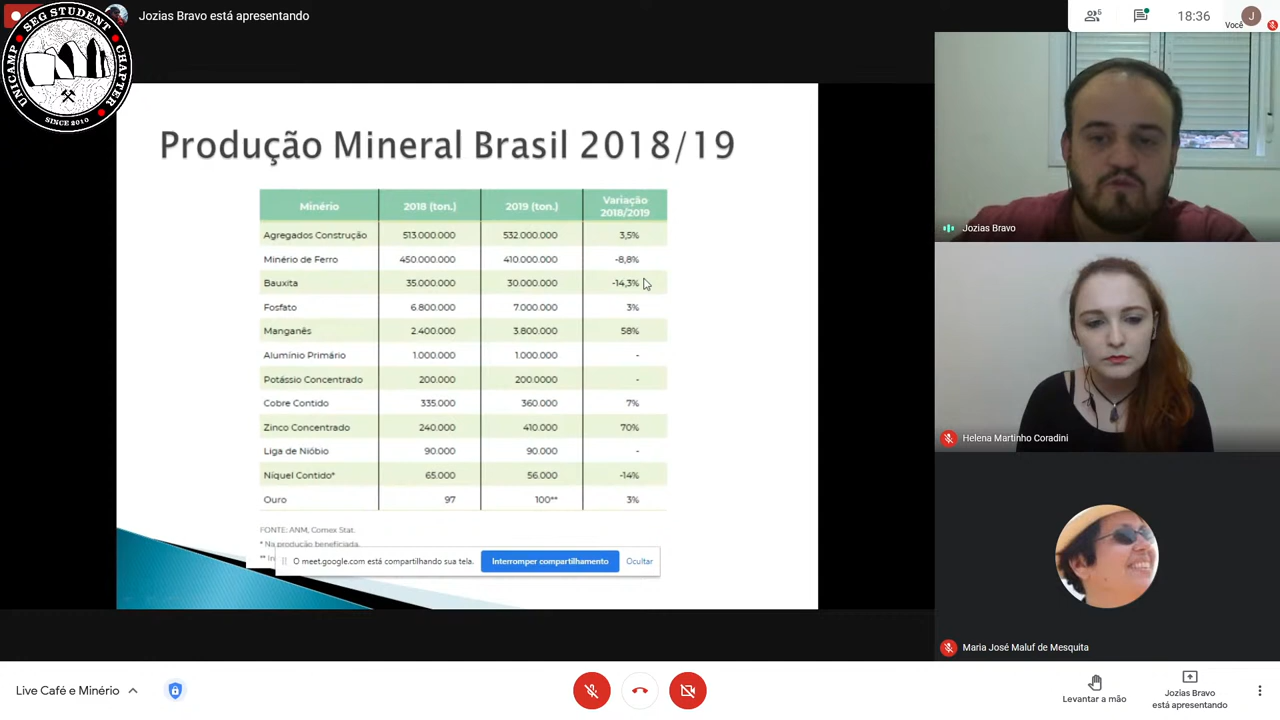 Jozias Bravo está apresentando
5
18:36
J
Você
SEG STUDENT
CHAPTER
UNICAMP
SINCE 2010
Produção Mineral Brasil 2018/19
Minério 2018 (ton.) 2019 (ton.) Variação
2018/2019
Agregados Construção 513.000.000 532.000.000 3,5%
Minério de Ferro 450.000.000 410.000.000 -8,8%
Bauxita 35.000.000 30.000.000 -14,3%
Fosfato 6.800.000 7.000.000 3%
Manganês 2.400.000 3.800.000 58%
Alumínio Primário 1.000.000 1.000.000 -
Potássio Concentrado 200.000 200.0000 -
Cobre Contido 335.000 360.000 7%
Zinco Concentrado 240.000 410.000 70%
Liga de Nióbio 90.000 90.000 -
Níquel Contido* 65.000 56.000 -14%
Ouro 97 100** 3%
FONTE: ANM, Comex Stat.
* Na produção beneficiada.
**
O meet.google.com está compartilhando sua tela. Interromper compartilhamento Ocultar
Jozias Bravo
Helena Martinho Coradini
Maria José Maluf de Mesquita
Live Café e Minério
Levantar a mão
Jozias Bravo
está apresentando